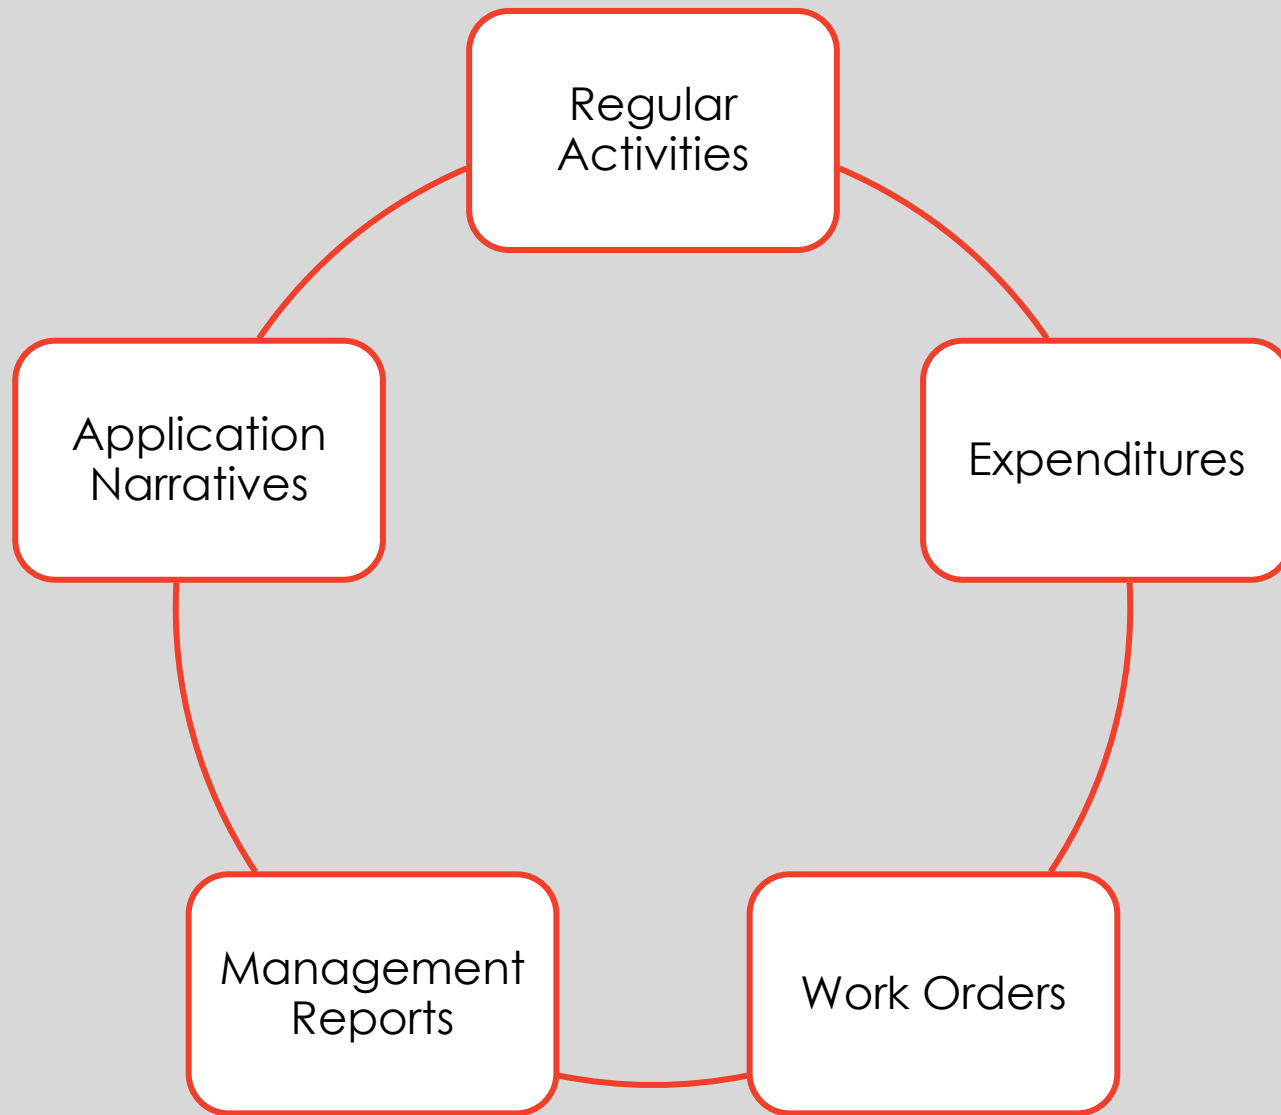 Regular
Activities
Expenditures
Work Orders
Management
Reports
Application
Narratives